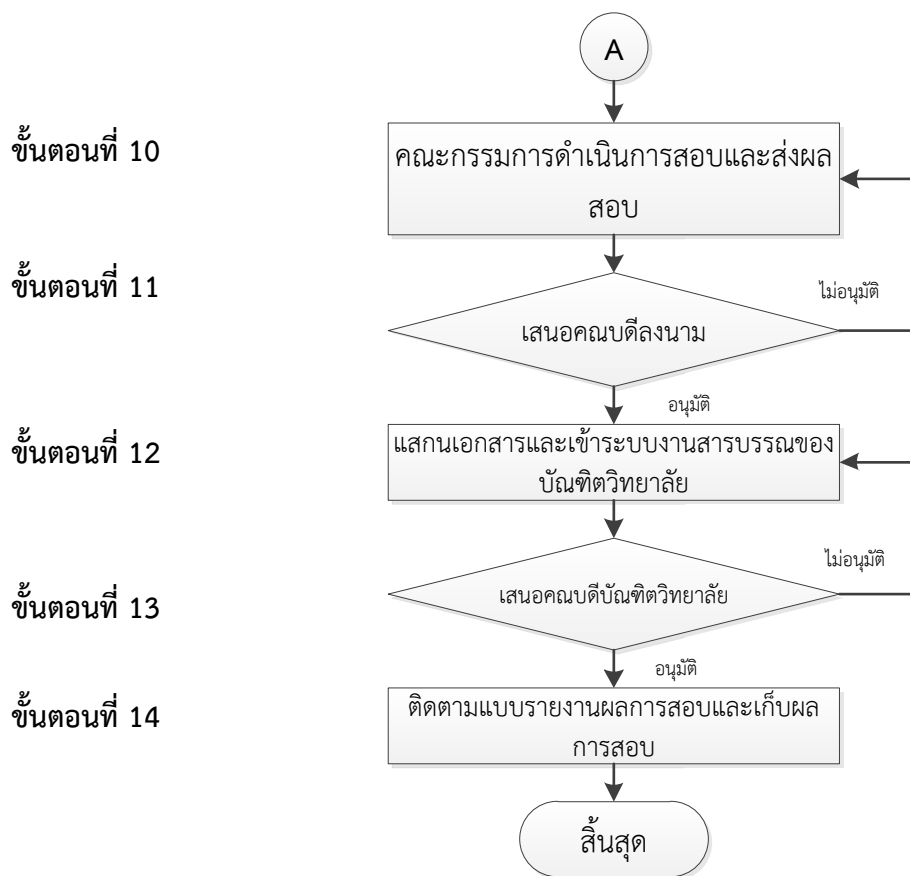 A
ขั้นตอนที่ 10
คณะกรรมการดำเนินการสอบและส่งผล
สอบ
ขั้นตอนที่ 11
ไม่อนุมัติ
เสนอคณบดีลงนาม
อนุมัติ
ขั้นตอนที่ 12
แสกนเอกสารและเข้าระบบงานสารบรรณของ
บัณฑิตวิทยาลัย
ไม่อนุมัติ
ขั้นตอนที่ 13
เสนอคณบดีบัณฑิตวิทยาลัย
อนุมัติ
ขั้นตอนที่ 14
ติดตามแบบรายงานผลการสอบและเก็บผล
การสอบ
สิ้นสุด